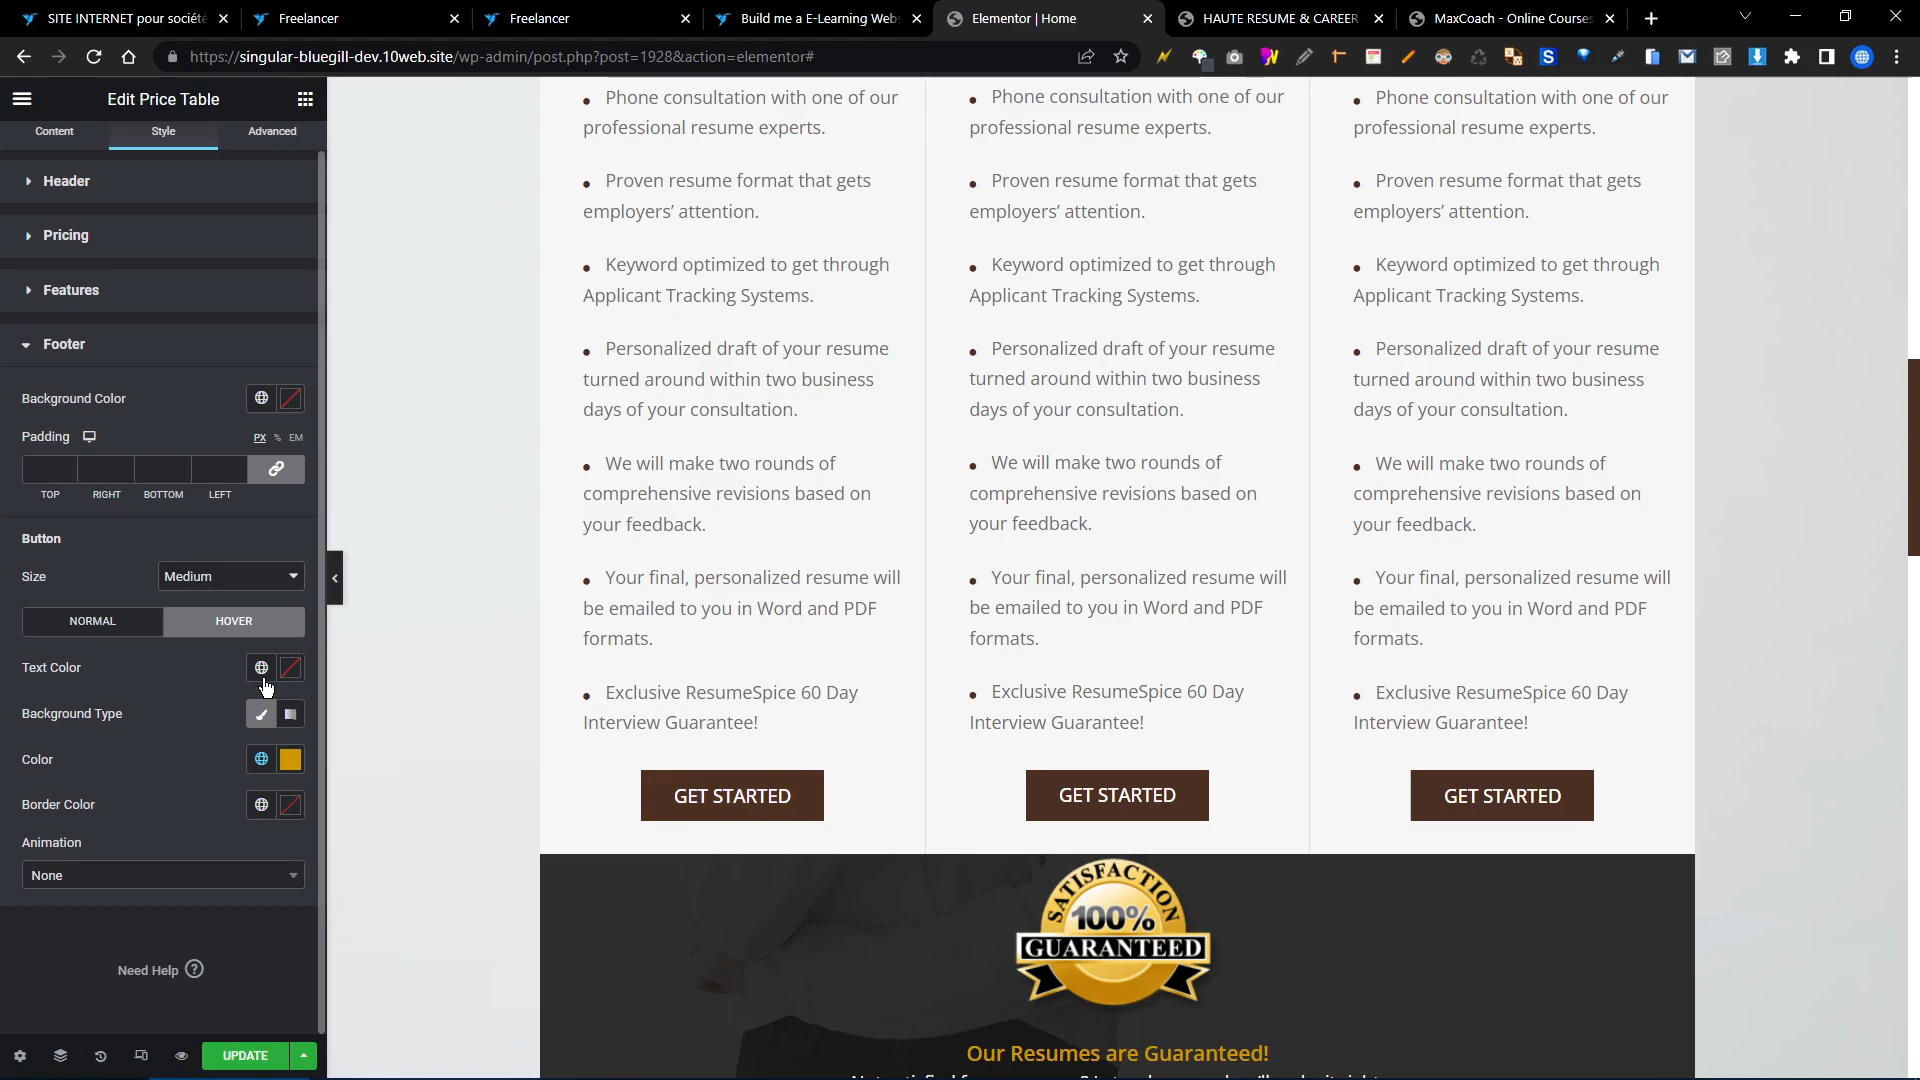 SITE INTERNET pour société
Freelancer
Freelancer
Build me a E-Learning Webs
Elementor | Home
HAUTE RESUME & CAREER
MaxCoach - Online Courses
https://singular-bluegill-dev.10web.site/wp-admin/post.php?post=1928&action=elementor#
Edit Price Table
Content Style Advanced
Header
Pricing
Features
Footer
Background Color
Padding PX % EM
TOP RIGHT BOTTOM LEFT
Button
Size Medium
NORMAL HOVER
Text Color
Background Type
Color
Border Color
Animation
None
Need Help ?
UPDATE
• Phone consultation with one of our
professional resume experts.
• Proven resume format that gets
employers’ attention.
• Keyword optimized to get through
Applicant Tracking Systems.
• Personalized draft of your resume
turned around within two business
days of your consultation.
• We will make two rounds of
comprehensive revisions based on
your feedback.
• Your final, personalized resume will
be emailed to you in Word and PDF
formats.
• Exclusive ResumeSpice 60 Day
Interview Guarantee!
GET STARTED
• Phone consultation with one of our
professional resume experts.
• Proven resume format that gets
employers’ attention.
• Keyword optimized to get through
Applicant Tracking Systems.
• Personalized draft of your resume
turned around within two business
days of your consultation.
• We will make two rounds of
comprehensive revisions based on
your feedback.
• Your final, personalized resume will
be emailed to you in Word and PDF
formats.
• Exclusive ResumeSpice 60 Day
Interview Guarantee!
GET STARTED
• Phone consultation with one of our
professional resume experts.
• Proven resume format that gets
employers’ attention.
• Keyword optimized to get through
Applicant Tracking Systems.
• Personalized draft of your resume
turned around within two business
days of your consultation.
• We will make two rounds of
comprehensive revisions based on
your feedback.
• Your final, personalized resume will
be emailed to you in Word and PDF
formats.
• Exclusive ResumeSpice 60 Day
Interview Guarantee!
GET STARTED
SATISFACTION
100%
GUARANTEED
Our Resumes are Guaranteed!